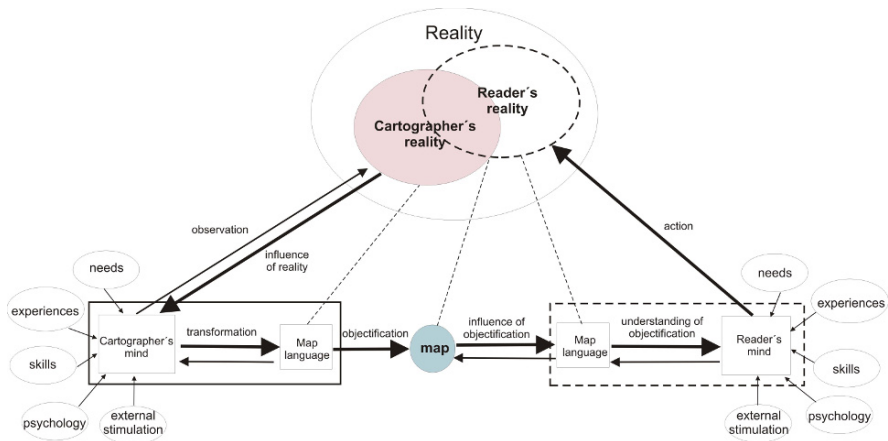 Reality
Reader´s
reality
Cartographer´s
reality
observation
influence
of reality
action
needs
experiences
skills
psychology
external
stimulation
Cartographer´s
mind
transformation
Map
language
objectification
map
influence of
objectification
Map
language
understanding of
objectification
Reader´s
mind
needs
experiences
skills
psychology
external
stimulation